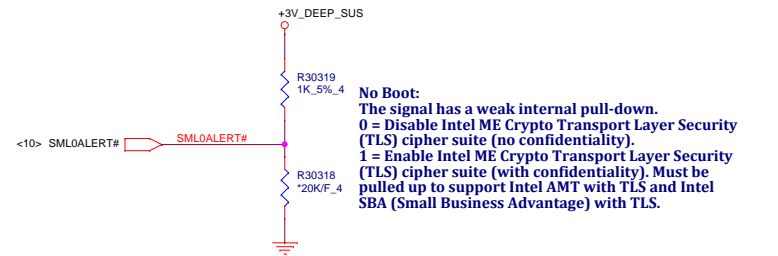 +3V_DEEP_SUS
R30319
1K_5%_4
<10> SML0ALERT#
SML0ALERT#
R30318
*20K/F_4
No Boot:
The signal has a weak internal pull-down.
0 = Disable Intel ME Crypto Transport Layer Security
(TLS) cipher suite (no confidentiality).
1 = Enable Intel ME Crypto Transport Layer Security
(TLS) cipher suite (with confidentiality). Must be
pulled up to support Intel AMT with TLS and Intel
SBA (Small Business Advantage) with TLS.